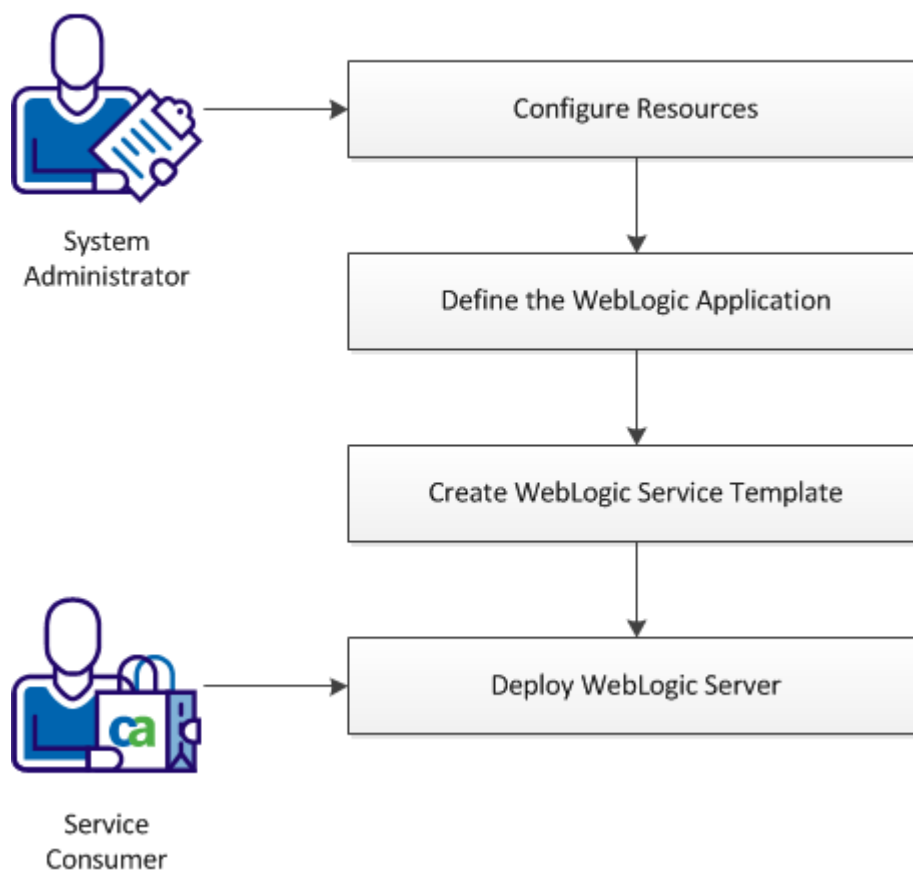 Configure Resources
System
Administrator
Define the WebLogic Application
Create WebLogic Service Template
Deploy WebLogic Server
ca
Service
Consumer